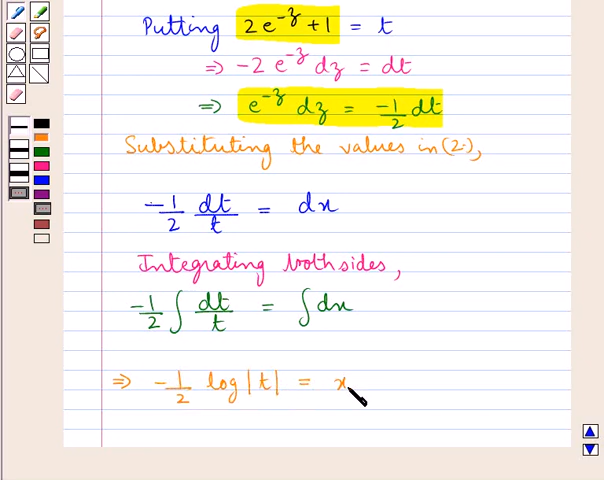 Putting 2e^{-z}+1 = t
⇒ -2 e^{-z} dz = dt
⇒ e^{-z} dz = -1/2 dt
Substituting the values in (2),
-1/2 dt/t = dx
Integrating both sides,
-1/2 ∫ dt/t = ∫ dx
⇒ -1/2 log|t| = x